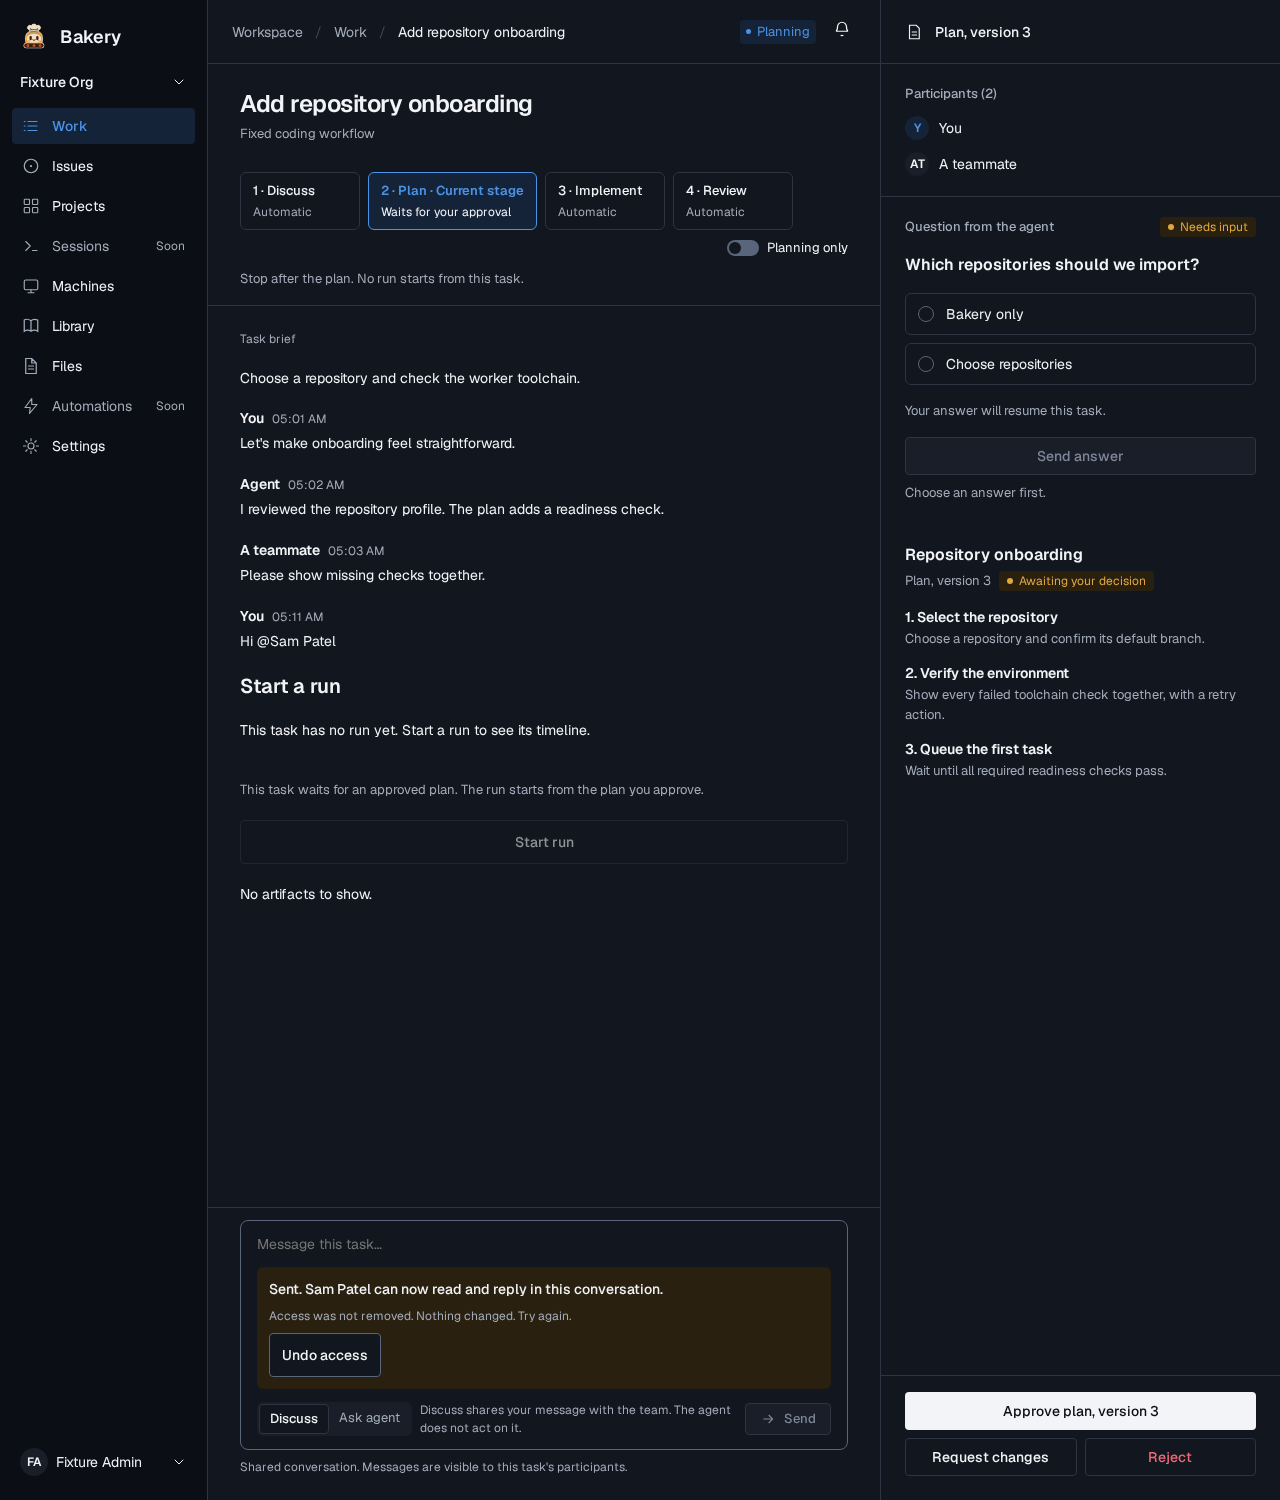 Bakery
Fixture Org
Work
Issues
Projects
Sessions Soon
Machines
Library
Files
Automations Soon
Settings
FA Fixture Admin
Workspace / Work / Add repository onboarding
Planning
Add repository onboarding
Fixed coding workflow
1 · Discuss
Automatic
2 · Plan · Current stage
Waits for your approval
3 · Implement
Automatic
4 · Review
Automatic
Planning only
Stop after the plan. No run starts from this task.
Task brief
Choose a repository and check the worker toolchain.
You 05:01 AM
Let's make onboarding feel straightforward.
Agent 05:02 AM
I reviewed the repository profile. The plan adds a readiness check.
A teammate 05:03 AM
Please show missing checks together.
You 05:11 AM
Hi @Sam Patel
Start a run
This task has no run yet. Start a run to see its timeline.
This task waits for an approved plan. The run starts from the plan you approve.
Start run
No artifacts to show.
Message this task...
Sent. Sam Patel can now read and reply in this conversation.
Access was not removed. Nothing changed. Try again.
Undo access
Discuss Ask agent
Discuss shares your message with the team. The agent
does not act on it.
Send
Shared conversation. Messages are visible to this task's participants.
Plan, version 3
Participants (2)
Y You
AT A teammate
Question from the agent Needs input
Which repositories should we import?
Bakery only
Choose repositories
Your answer will resume this task.
Send answer
Choose an answer first.
Repository onboarding
Plan, version 3 Awaiting your decision
1. Select the repository
Choose a repository and confirm its default branch.
2. Verify the environment
Show every failed toolchain check together, with a retry
action.
3. Queue the first task
Wait until all required readiness checks pass.
Approve plan, version 3
Request changes Reject